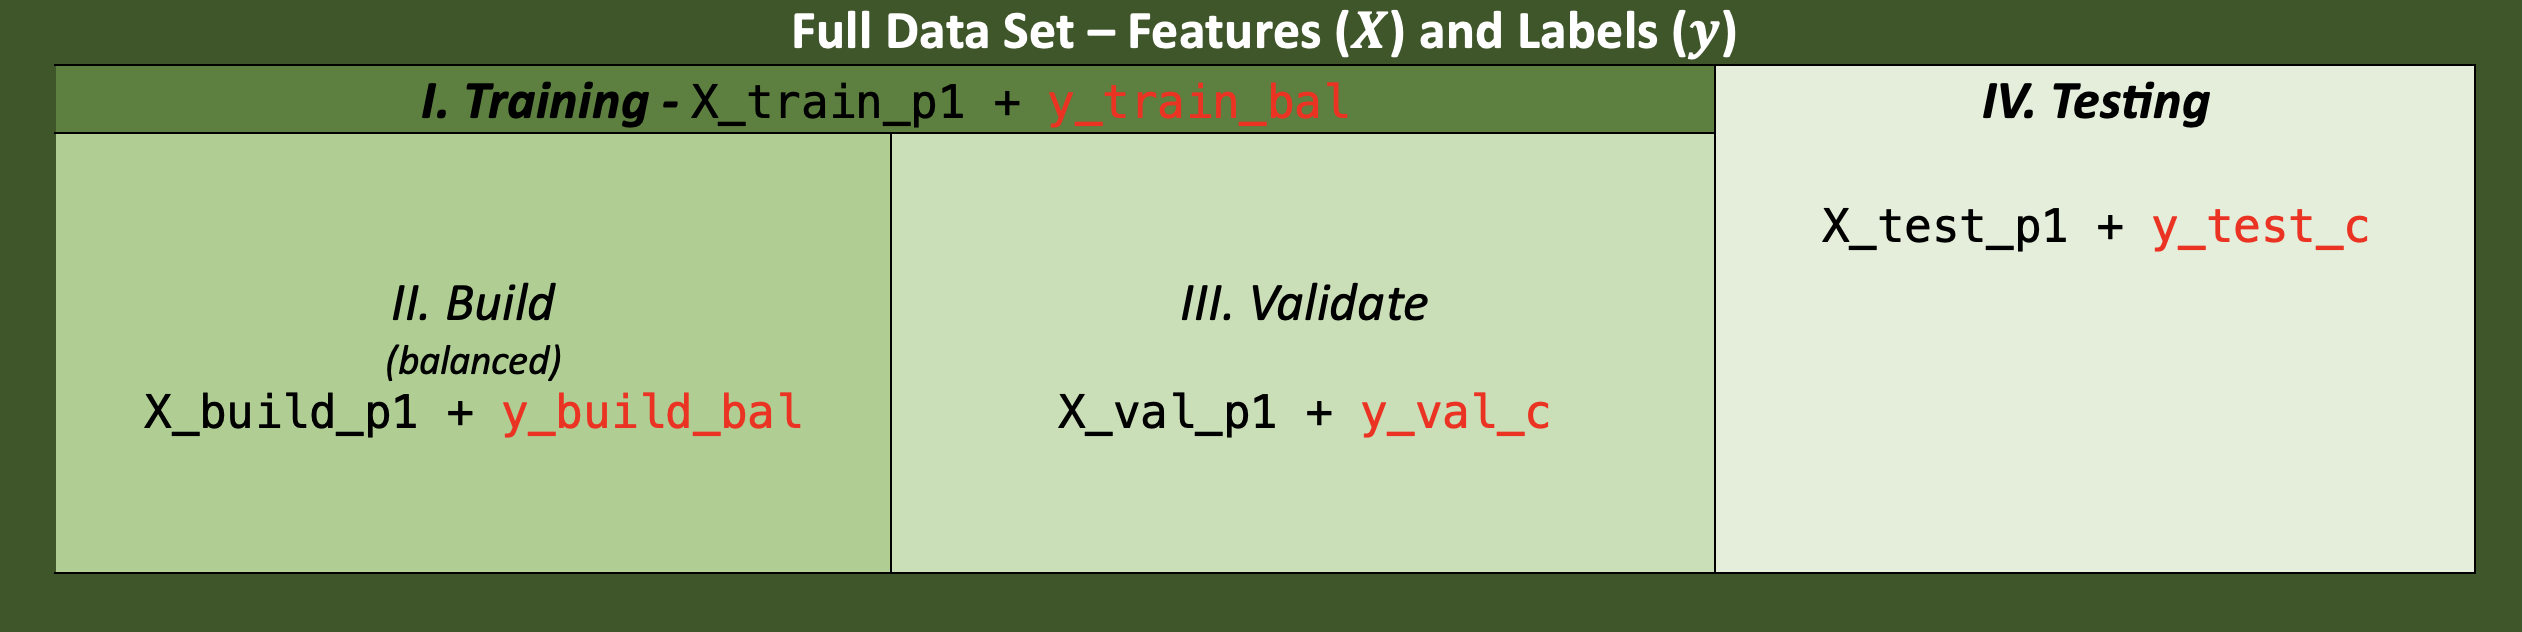 Full Data Set – Features (X) and Labels (y)
I. Training - X_train_p1 + y_train_bal
IV. Testing
X_test_p1 + y_test_c
II. Build
(balanced)
X_build_p1 + y_build_bal
III. Validate
X_val_p1 + y_val_c